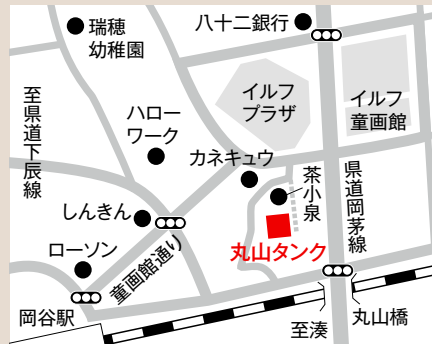 八十二銀行
瑞穂
幼稚園
イルフ
プラザ
イルフ
童画館
至県道下辰線
ハロー
ワーク
カネキュウ
茶小泉
県道岡茅線
しんきん
丸山タンク
ローソン
童画館通り
岡谷駅
至湊
丸山橋